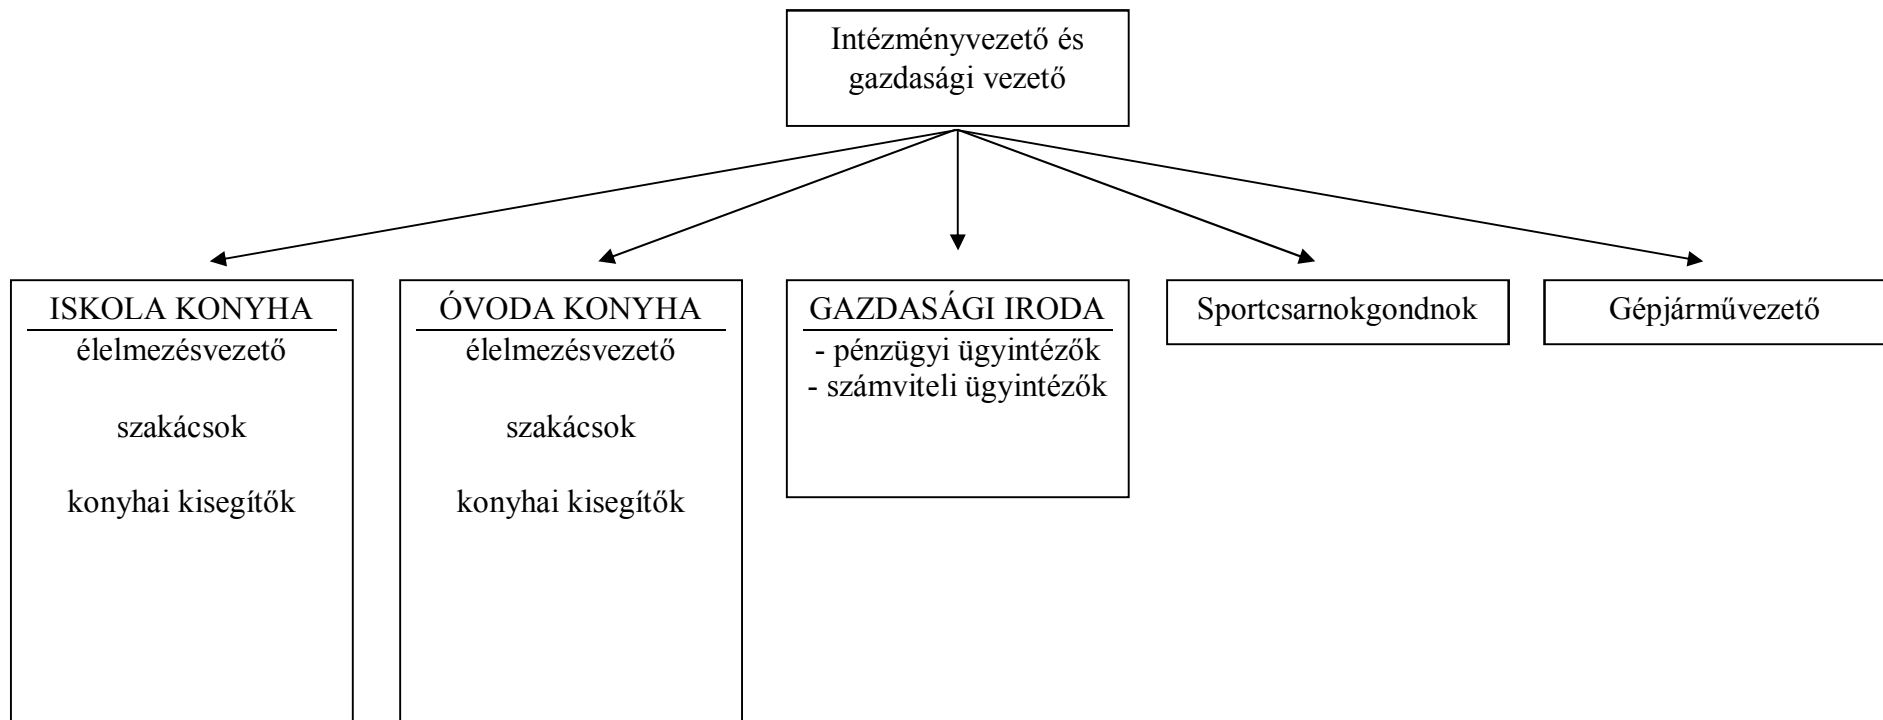 Intézményvezető és
gazdasági vezető
ISKOLA KONYHA
élelmezésvezető
szakácsok
konyhai kisegítők
ÓVODA KONYHA
élelmezésvezető
szakácsok
konyhai kisegítők
GAZDASÁGI IRODA
- pénzügyi ügyintézők
- számviteli ügyintézők
Sportcsarnokgondnok
Gépjárművezető